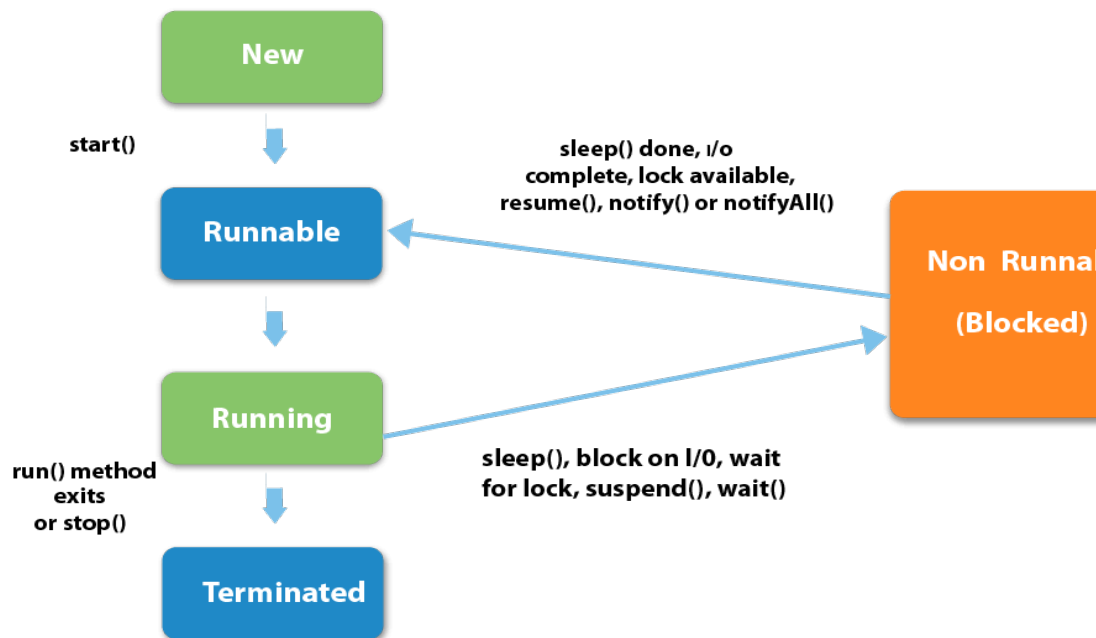 New
start()
sleep() done, I/o
complete, lock available,
resume(), notify() or notifyAll()
Runnable
Non Runnal
(Blocked)
Running
run() method
exits
or stop()
sleep(), block on I/0, wait
for lock, suspend(), wait()
Terminated